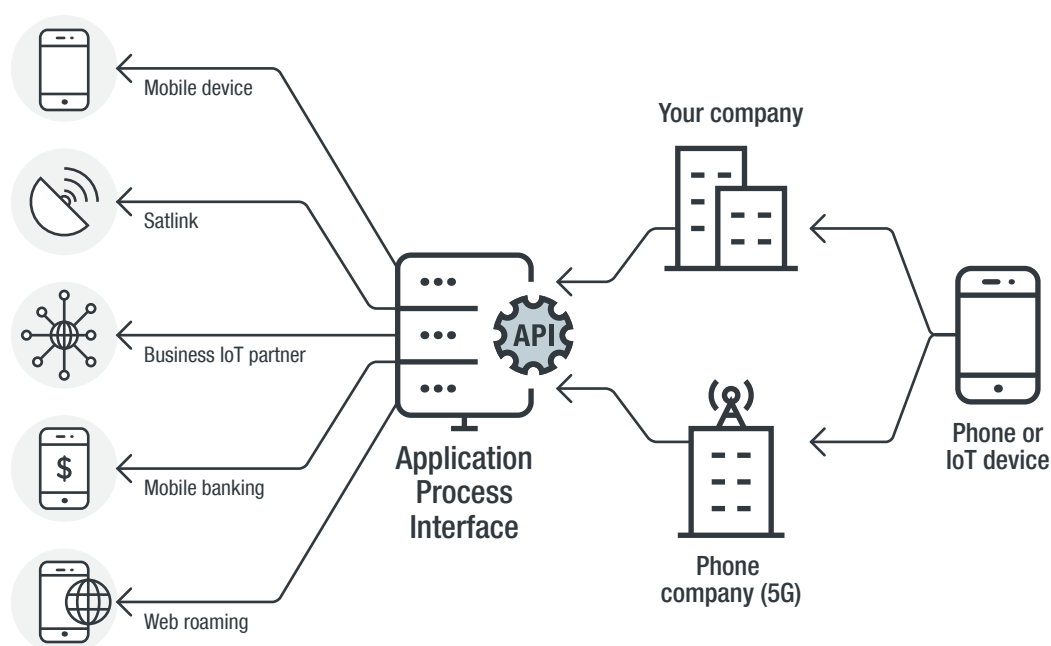 Mobile device
Satlink
Business IoT partner
$
Mobile banking
Web roaming
API
Application
Process
Interface
Your company
Phone
company (5G)
Phone or
IoT device